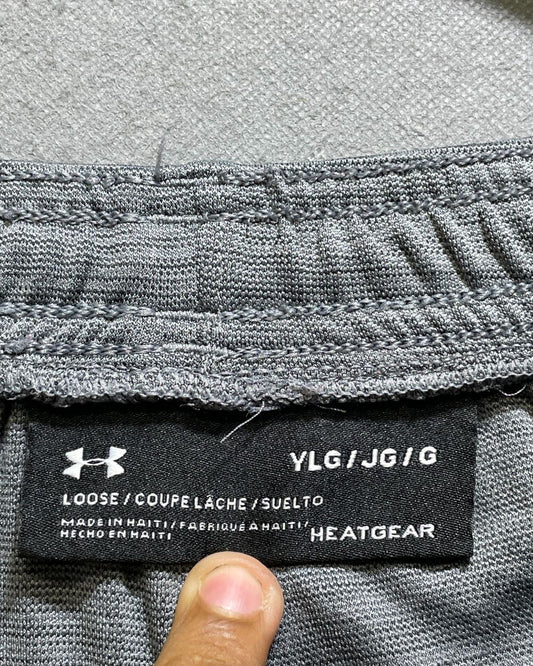 YLG / JG / G
LOOSE / COUPE LÂCHE / SUELTO
MADE IN HAITI / FABRIQUÉ À HAITI /
HECHO EN HAITI
HEATGEAR